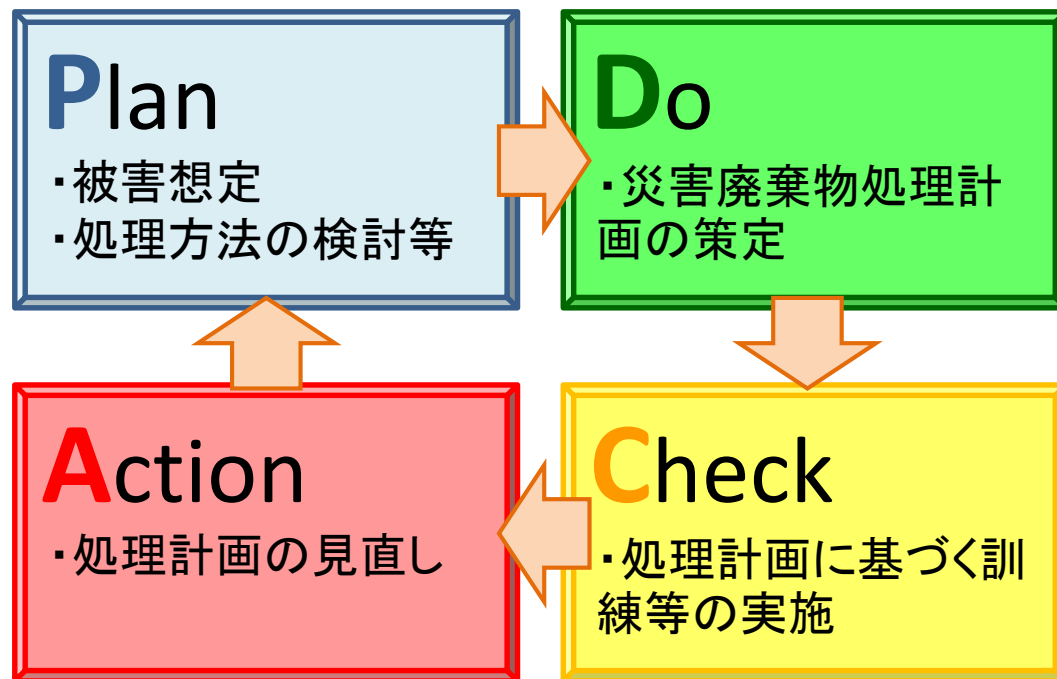 Plan
・被害想定
・処理方法の検討等
Do
・災害廃棄物処理計
画の策定
Action
・処理計画の見直し
Check
・処理計画に基づく訓
練等の実施